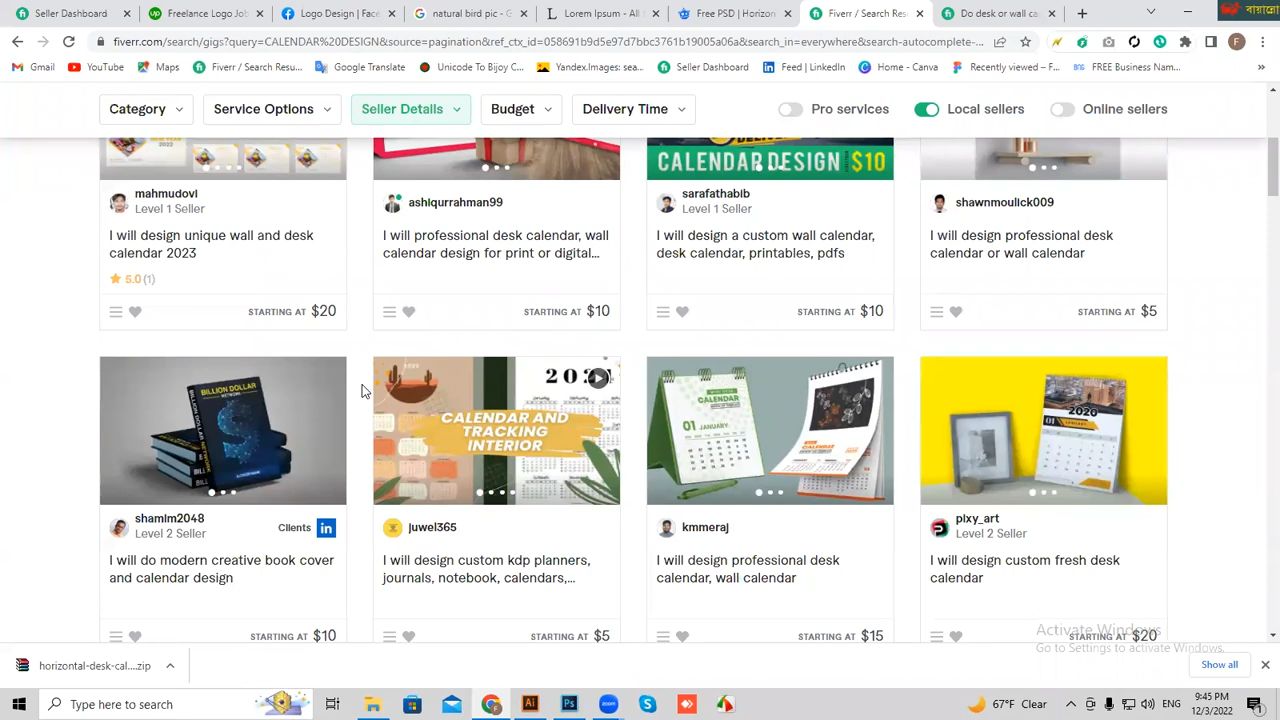 Seller Dashboard
Freelance Logo Job
Logo Design | Face
natural bird pic - G
Lorem Ipsum - All
Free PSD | Horizon
Fiverr / Search Res
Desk or wall ca
বায়ান্নো
fiverr.com/search/gigs?query=CALENDAR%20DESIGN&source=pagination&ref_ctx_id=058691b9d5e97d7bbc3761b19005a06a&search_in=everywhere&search-autocomplete-...
F
Gmail
YouTube
Maps
Fiverr / Search Resu...
Google Translate
Unicode To Bijoy C...
Yandex.Images: sea...
Seller Dashboard
Feed | LinkedIn
Home - Canva
Recently viewed – F...
FREE Business Nam...
Category
Service Options
Seller Details
Budget
Delivery Time
Pro services
Local sellers
Online sellers
2022
CALENDAR DESIGN $10
mahmudovi
Level 1 Seller
ashiqurrahman99
sarafathabib
Level 1 Seller
shawnmoulick009
I will design unique wall and desk
calendar 2023
I will professional desk calendar, wall
calendar design for print or digital...
I will design a custom wall calendar,
desk calendar, printables, pdfs
I will design professional desk
calendar or wall calendar
5.0 (1)
STARTING AT $20
STARTING AT $10
STARTING AT $10
STARTING AT $5
BILLION DOLLAR
NETWORK
BILLION DOLLAR
CALENDAR AND
TRACKING
INTERIOR
CALENDAR
01 JANUARY
CALENDAR
2020
01
shamim2048
Level 2 Seller
Clients in
juwel365
kmmeraj
pixy_art
Level 2 Seller
I will do modern creative book cover
and calendar design
I will design custom kdp planners,
journals, notebook, calendars,...
I will design professional desk
calendar, wall calendar
I will design custom fresh desk
calendar
STARTING AT $10
STARTING AT $5
STARTING AT $15
STARTING AT $20
Activate Windows
Go to Settings to activate Windows.
horizontal-desk-cal....zip
Show all
Type here to search
Ai
Ps
zoom
67°F Clear
ENG
9:45 PM
12/3/2022
1